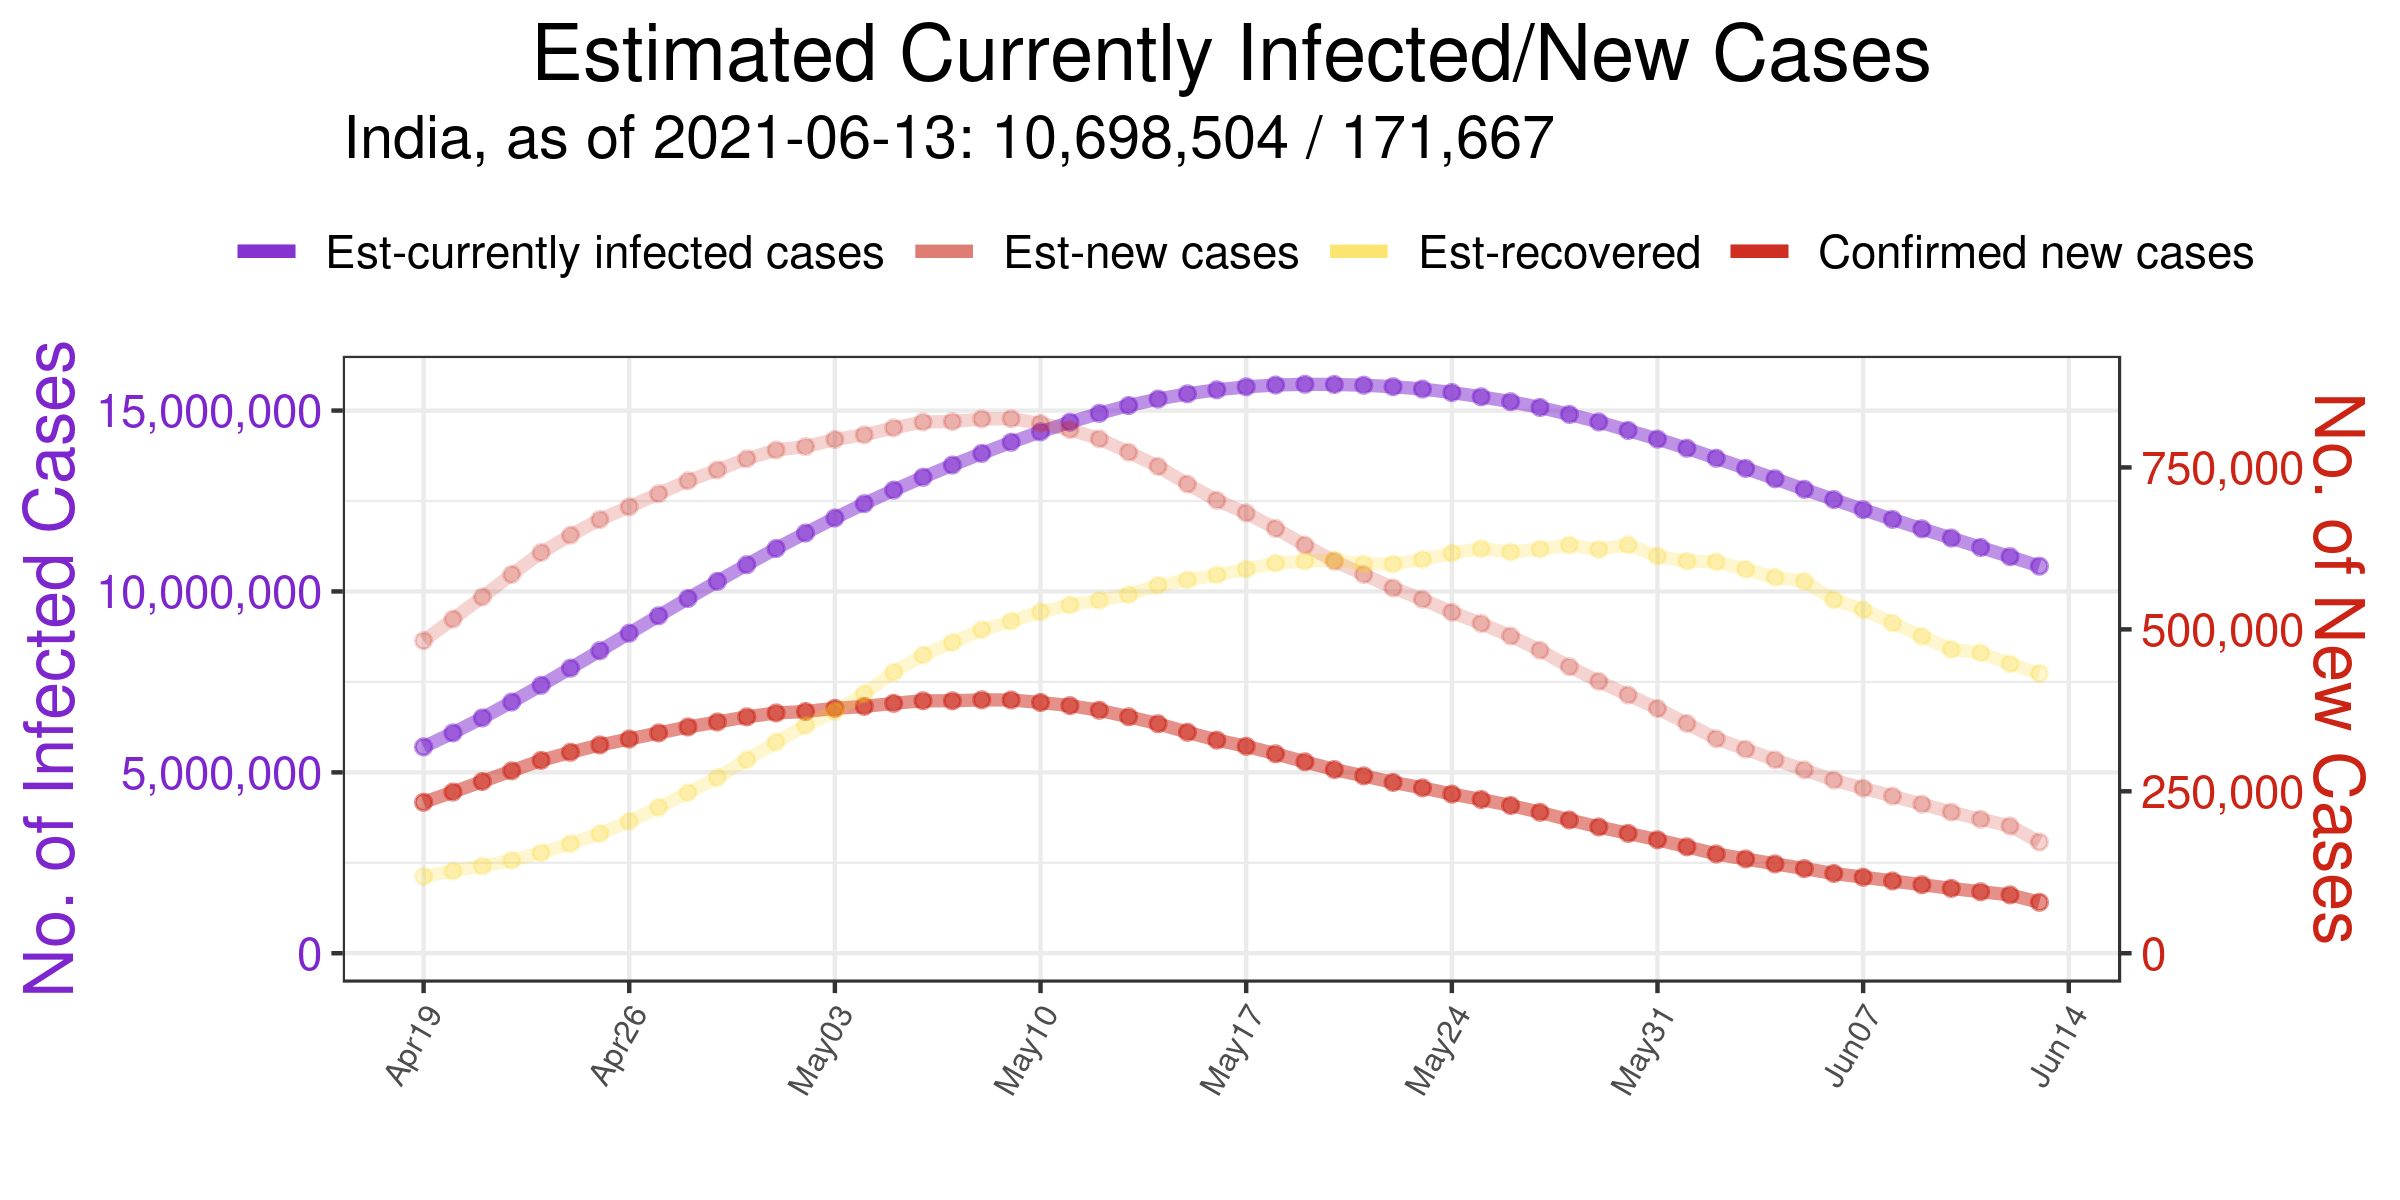 Estimated Currently Infected/New Cases
India, as of 2021-06-13: 10,698,504 / 171,667
Est-currently infected cases Est-new cases Est-recovered Confirmed new cases
No. of Infected Cases
15,000,000
10,000,000
5,000,000
0
750,000
500,000
250,000
0
No. of New Cases
Apr19 Apr26 May03 May10 May17 May24 May31 Jun07 Jun14